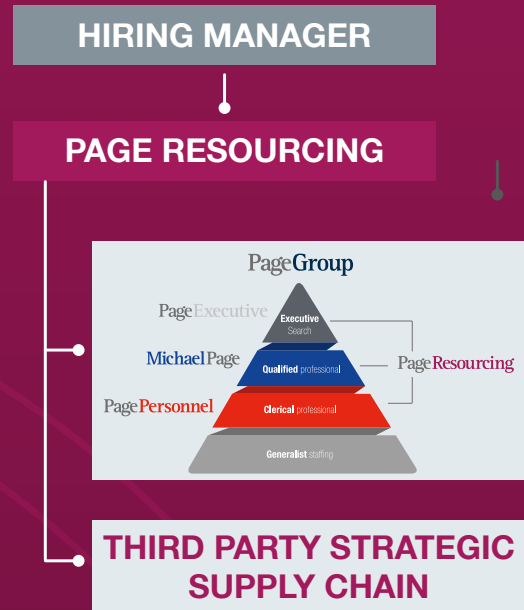 HIRING MANAGER
PAGE RESOURCING
PageGroup
PageExecutive
Executive
Search
MichaelPage
Qualified professional
PageResourcing
PagePersonnel
Clerical professional
Generalist staffing
THIRD PARTY STRATEGIC
SUPPLY CHAIN